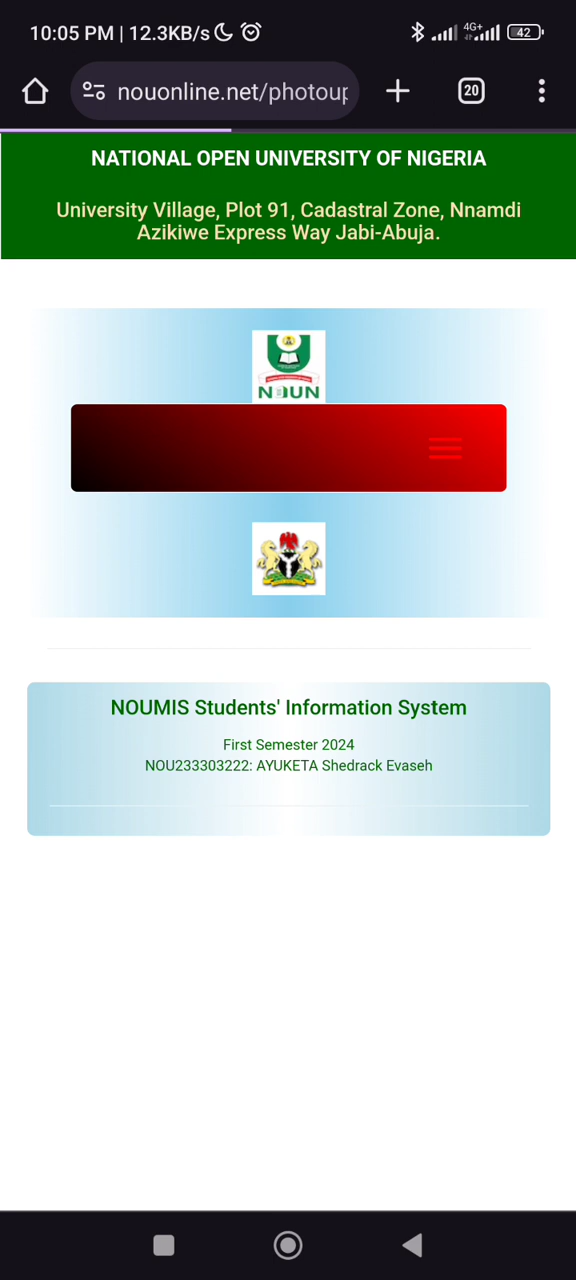 10:05 PM | 12.3KB/s
4G+
42
nouonline.net/photoup
20
NATIONAL OPEN UNIVERSITY OF NIGERIA
University Village, Plot 91, Cadastral Zone, Nnamdi
Azikiwe Express Way Jabi-Abuja.
NOUN
NOUMIS Students' Information System
First Semester 2024
NOU233303222: AYUKETA Shedrack Evaseh